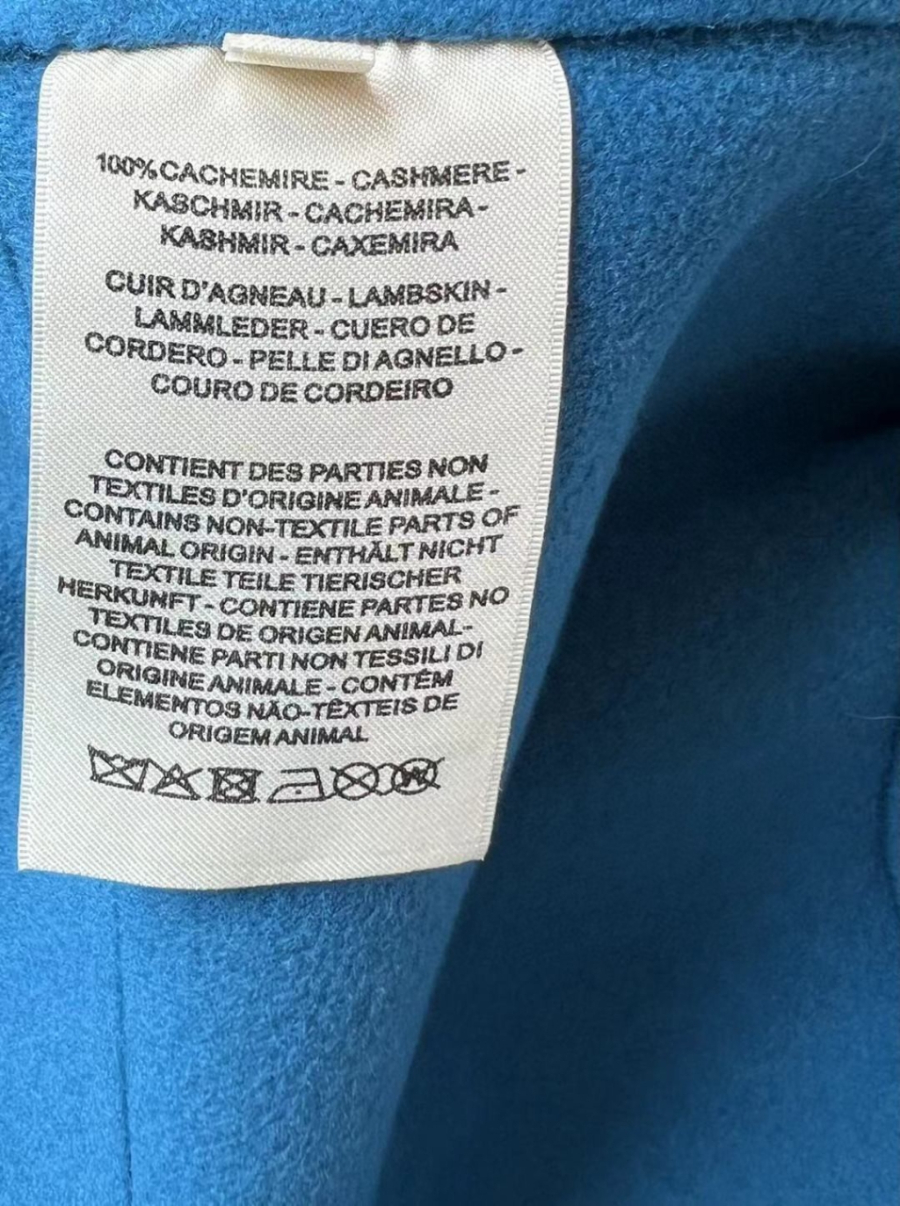 100% CACHEMIRE - CASHMERE -
KASCHMIR - CACHEMIRA -
KASHMIR - CAXEMIRA
CUIR D'AGNEAU - LAMBSKIN -
LAMMLEDER - CUERO DE
CORDERO - PELLE DI AGNELLO -
COURO DE CORDEIRO
CONTIENT DES PARTIES NON
TEXTILES D'ORIGINE ANIMALE -
CONTAINS NON-TEXTILE PARTS OF
ANIMAL ORIGIN - ENTHÄLT NICHT
TEXTILE TEILE TIERISCHER
HERKUNFT - CONTIENE PARTES NO
TEXTILES DE ORIGEN ANIMAL-
CONTIENE PARTI NON TESSILI DI
ORIGINE ANIMALE - CONTÉM
ELEMENTOS NÃO-TÊXTEIS DE
ORIGEM ANIMAL
W